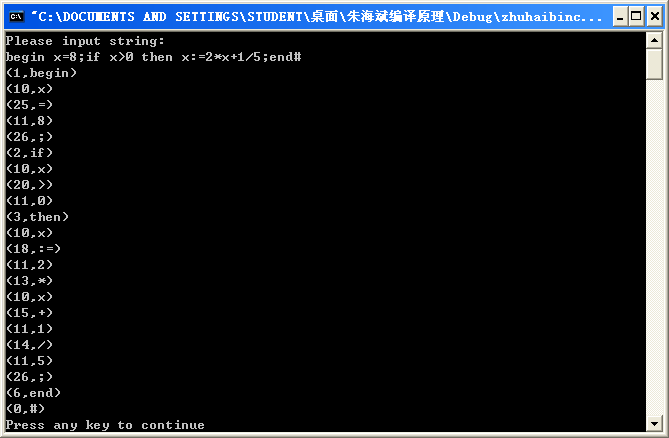 "C:\DOCUMENTS AND SETTINGS\STUDENT\桌面\朱海斌编译原理\Debug\zhuhaibinc...
Please input string:
begin x=8;if x>0 then x:=2*x+1/5;end#
(1,begin)
(10,x)
(25,=)
(11,8)
(26,;)
(2,if)
(10,x)
(20,>)
(11,0)
(3,then)
(10,x)
(18,:=)
(11,2)
(13,*)
(10,x)
(15,+)
(11,1)
(14,/)
(11,5)
(26,;)
(6,end)
(0,#)
Press any key to continue